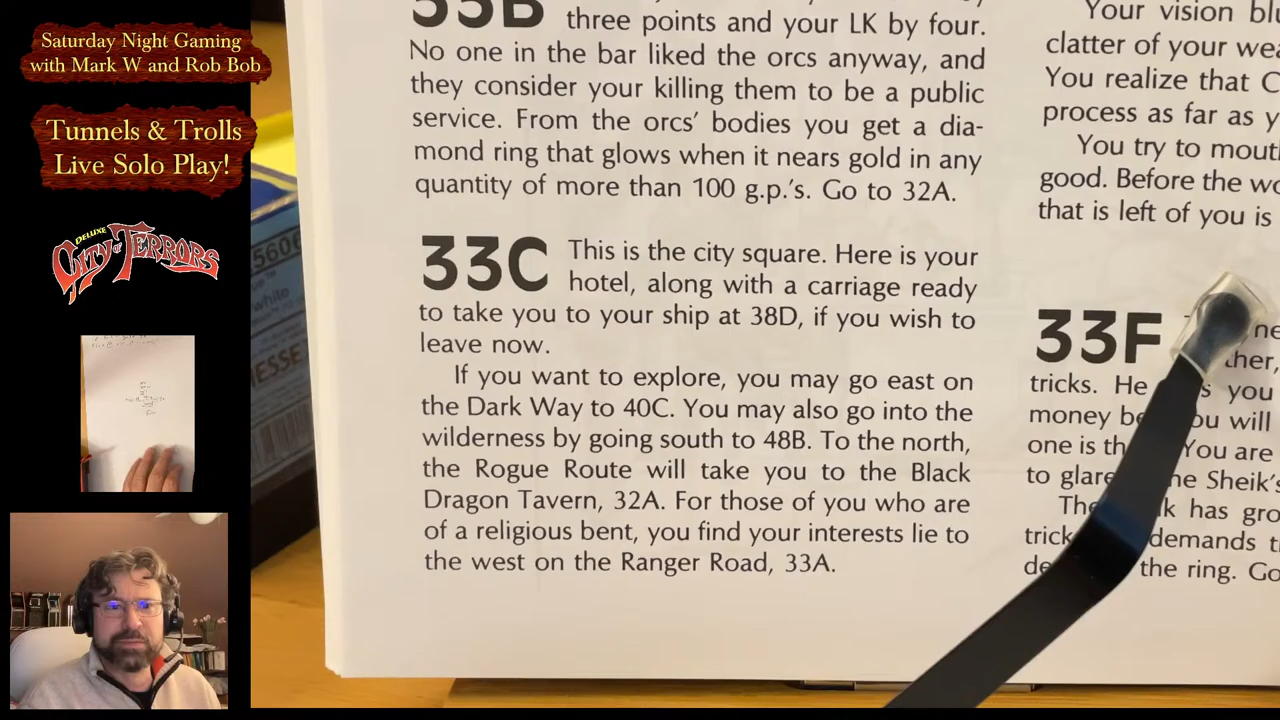 Saturday Night Gaming
with Mark W and Rob Bob
Tunnels & Trolls
Live Solo Play!
DELUXE
City of Terrors
33B three points and your LK by four.
No one in the bar liked the orcs anyway, and
they consider your killing them to be a public
service. From the orcs’ bodies you get a dia-
mond ring that glows when it nears gold in any
quantity of more than 100 g.p.’s. Go to 32A.
33C This is the city square. Here is your
hotel, along with a carriage ready
to take you to your ship at 38D, if you wish to
leave now.
If you want to explore, you may go east on
the Dark Way to 40C. You may also go into the
wilderness by going south to 48B. To the north,
the Rogue Route will take you to the Black
Dragon Tavern, 32A. For those of you who are
of a religious bent, you find your interests lie to
the west on the Ranger Road, 33A.
Your vision
clatter of your
You realize that
process as far as
You try to mouth
good. Before the
that is left of you is
33F
tricks. He you
money will
one is You are
to glare Sheik’s
has
demands
the ring.
5606
white
ESSE